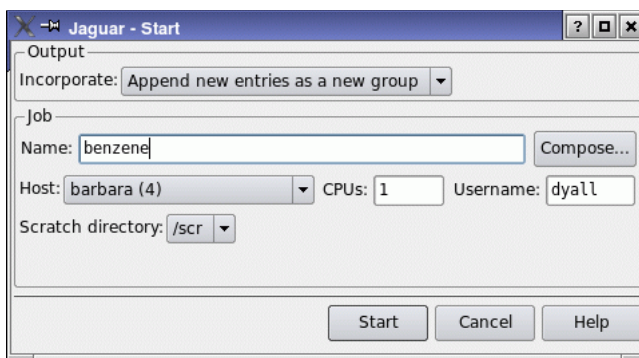 Jaguar - Start
Output
Incorporate: Append new entries as a new group
Job
Name: benzene Compose...
Host: barbara (4) CPUs: 1 Username: dyall
Scratch directory: /scr
Start Cancel Help